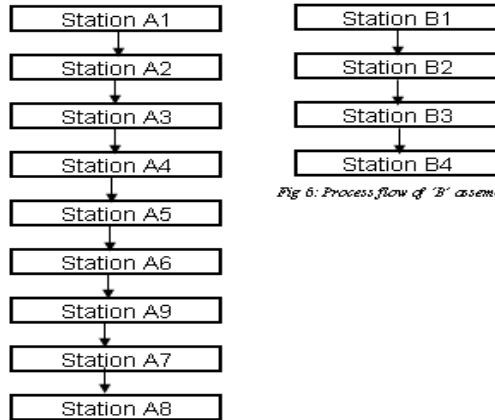 Station A1
Station A2
Station A3
Station A4
Station A5
Station A6
Station A9
Station A7
Station A8
Station B1
Station B2
Station B3
Station B4
Fig 6: Process flow of 'B'